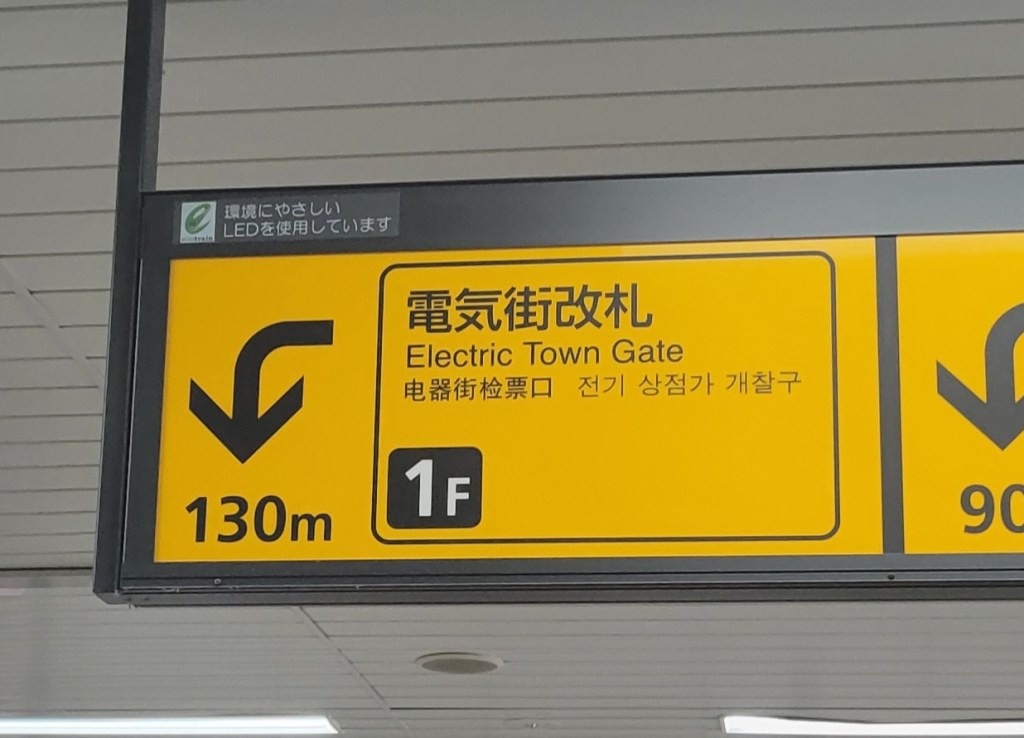 環境にやさしい
LEDを使用しています
電気街改札
Electric Town Gate
电器街检票口 전기 상점가 개찰구
1F
130m
90